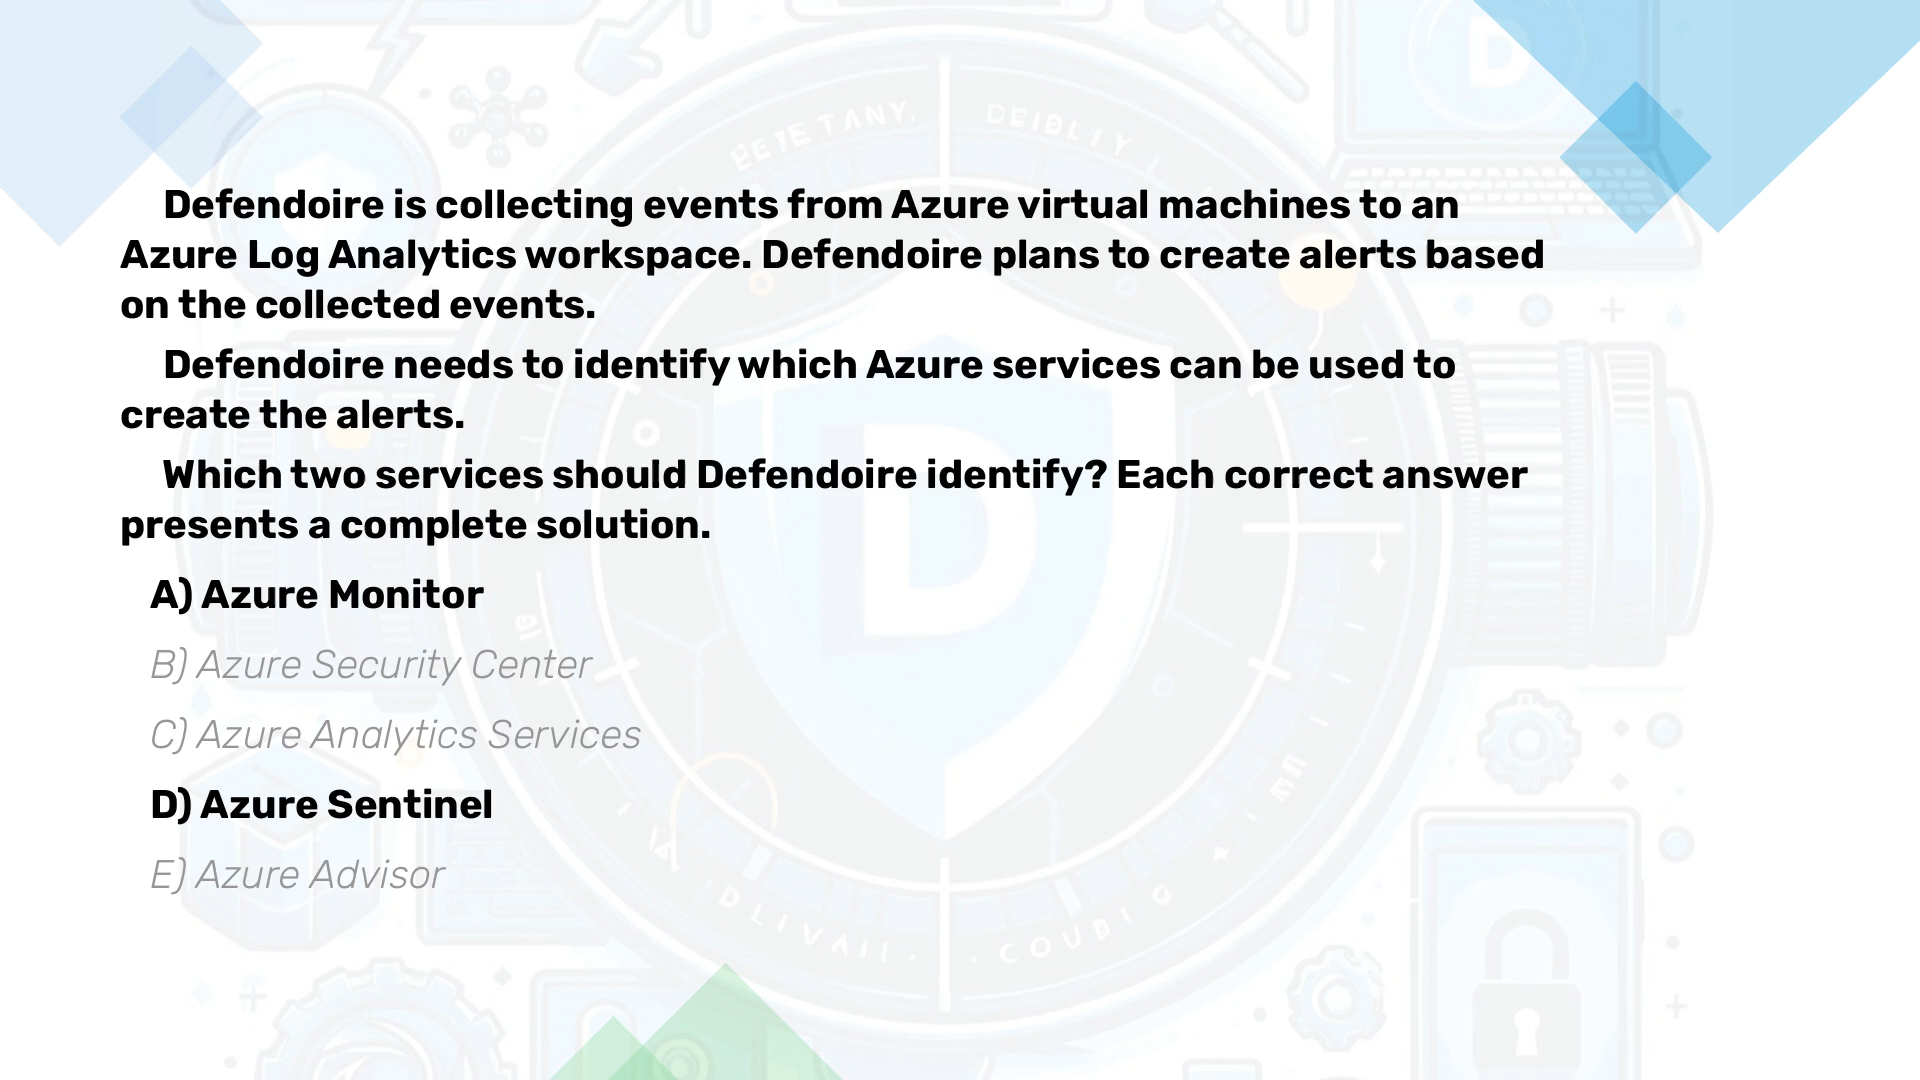 Defendoire is collecting events from Azure virtual machines to an
Azure Log Analytics workspace. Defendoire plans to create alerts based
on the collected events.
Defendoire needs to identify which Azure services can be used to
create the alerts.
Which two services should Defendoire identify? Each correct answer
presents a complete solution.
A) Azure Monitor
B) Azure Security Center
C) Azure Analytics Services
D) Azure Sentinel
E) Azure Advisor
D
D